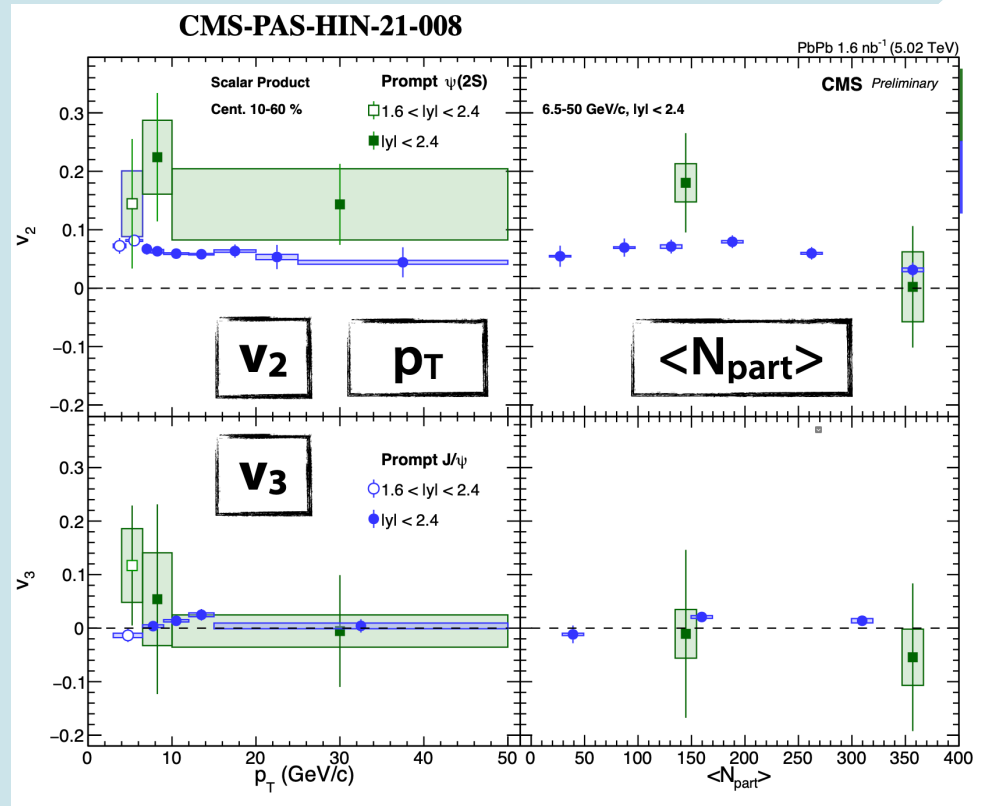 CMS-PAS-HIN-21-008
PbPb 1.6 nb⁻¹ (5.02 TeV)
Scalar Product
Cent. 10-60 %
Prompt ψ(2S)
1.6 < |y| < 2.4
|y| < 2.4
6.5-50 GeV/c, |y| < 2.4
CMS Preliminary
v₂
0.3
0.2
0.1
0
−0.1
−0.2
v₂
p_T
<N_part>
v₃
Prompt J/ψ
1.6 < |y| < 2.4
|y| < 2.4
v₃
0.3
0.2
0.1
0
−0.1
−0.2
0 10 20 30 40 50
p_T (GeV/c)
0 50 100 150 200 250 300 350 400
<N_part>